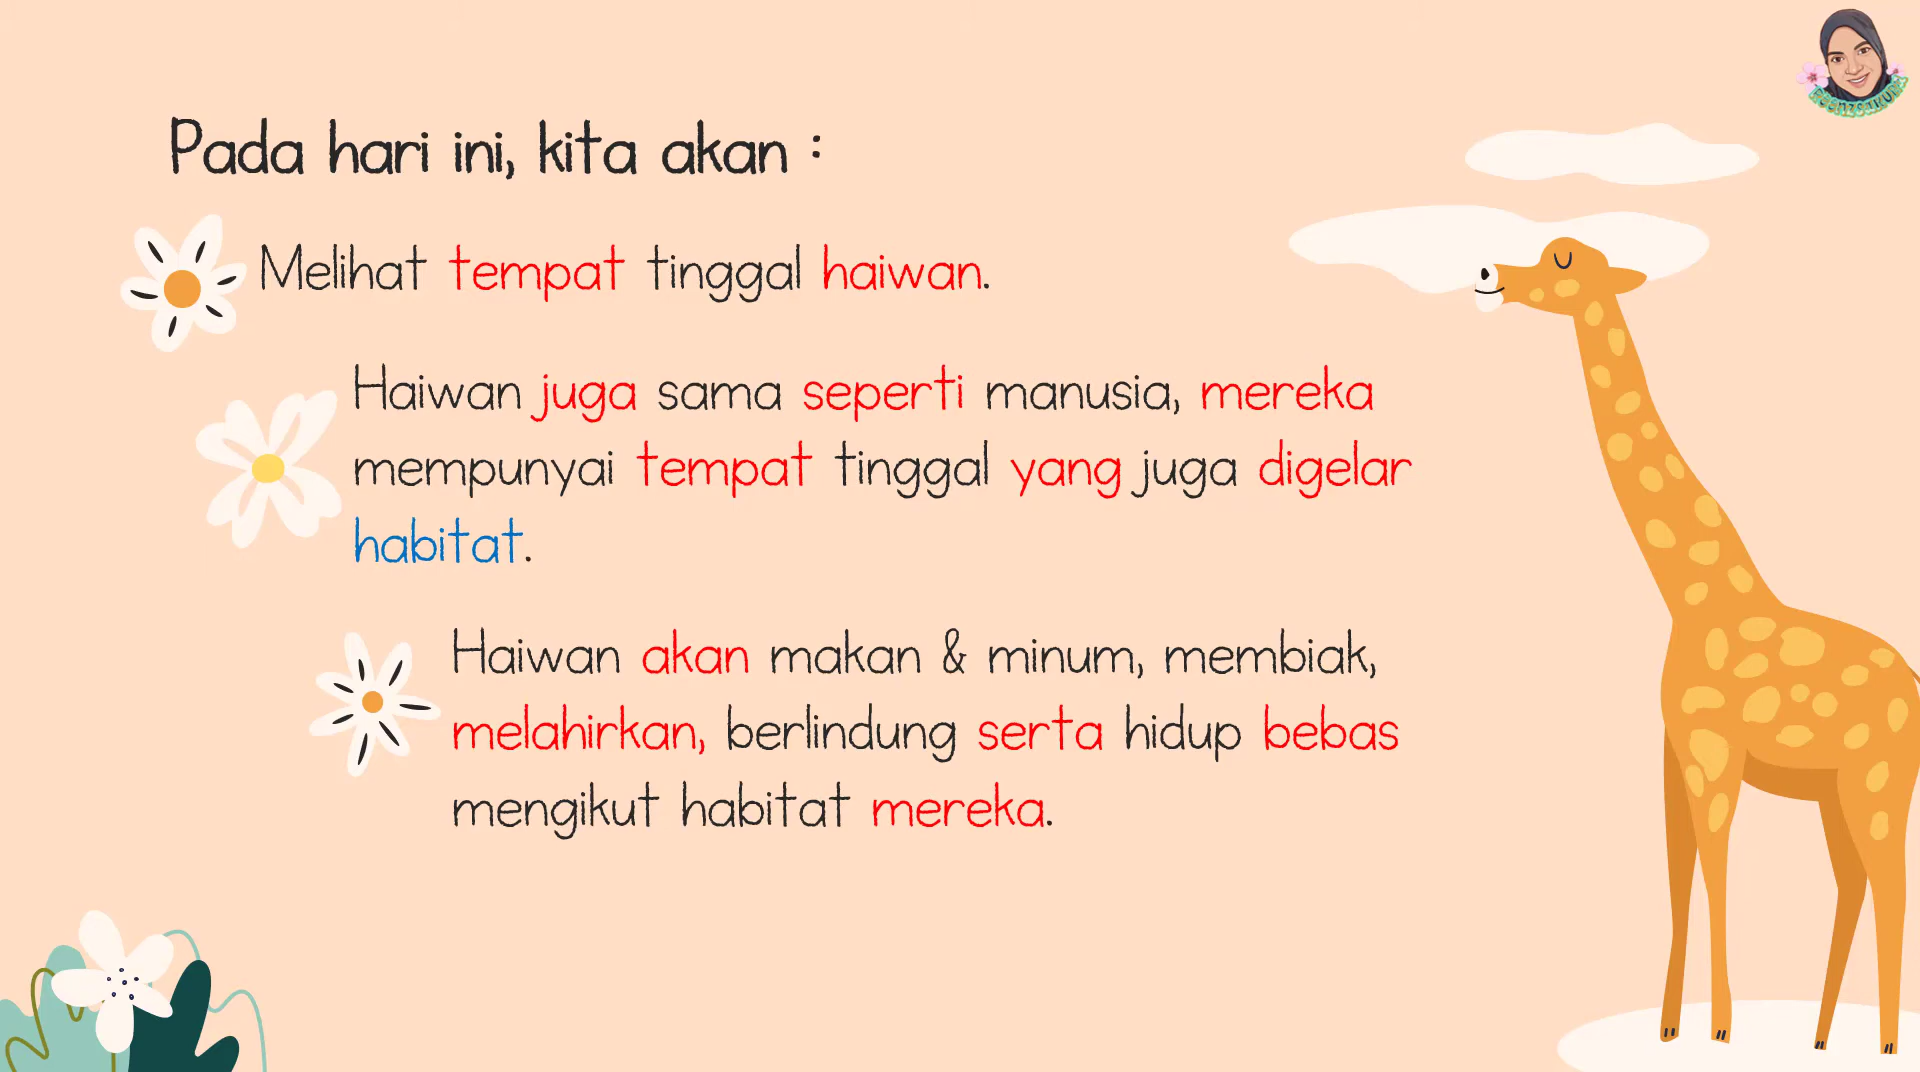 Pada hari ini, kita akan :
Melihat tempat tinggal haiwan.
Haiwan juga sama seperti manusia, mereka
mempunyai tempat tinggal yang juga digelar
habitat.
Haiwan akan makan & minum, membiak,
melahirkan, berlindung serta hidup bebas
mengikut habitat mereka.